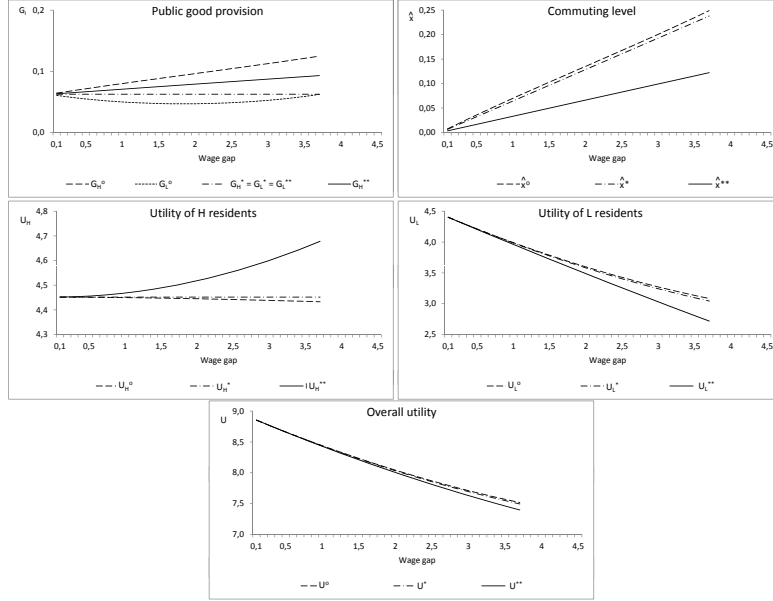 Public good provision
G_i 0,2
0,1
0,0
0,1 0,5 1 1,5 2 2,5 3 3,5 4 4,5
Wage gap
G_H^o G_L^o G_H^* = G_L^* = G_L^** G_H^**
Commuting level
x̂ 0,25
0,20
0,15
0,10
0,05
0,00
0,1 0,5 1 1,5 2 2,5 3 3,5 4 4,5
Wage gap
x̂^o x̂* x̂**
Utility of H residents
4,8
U_H
4,7
4,6
4,5
4,4
4,3
0,1 0,5 1 1,5 2 2,5 3 3,5 4 4,5
Wage gap
U_H^o U_H^* U_H^**
Utility of L residents
U_L 4,5
4,0
3,5
3,0
2,5
0,1 0,5 1 1,5 2 2,5 3 3,5 4 4,5
Wage gap
U_L^o U_L^* U_L^**
Overall utility
9,0
U
8,5
8,0
7,5
7,0
0,1 0,5 1 1,5 2 2,5 3 3,5 4 4,5
Wage gap
U^o U^* U^**